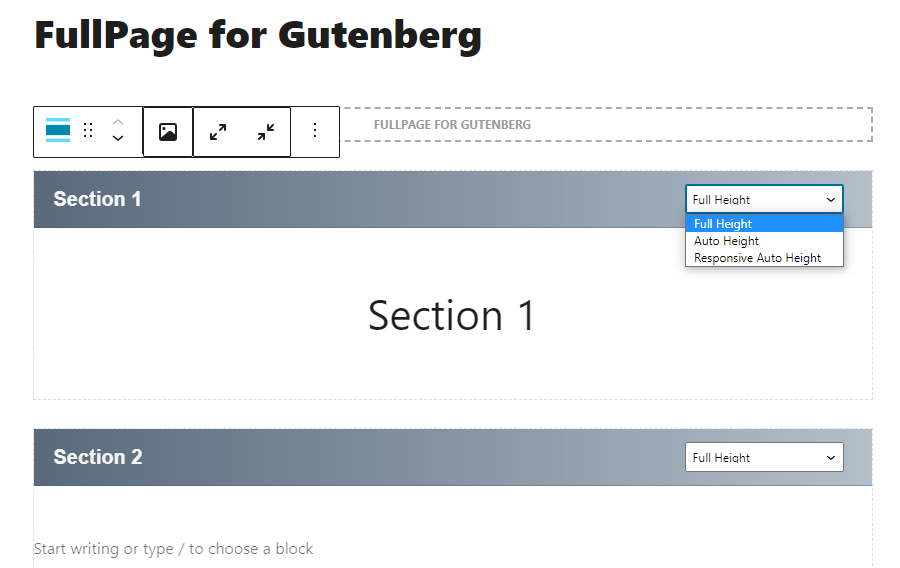 FullPage for Gutenberg
FULLPAGE FOR GUTENBERG
Section 1
Full Height
Full Height
Auto Height
Responsive Auto Height
Section 1
Section 2
Full Height
Start writing or type / to choose a block